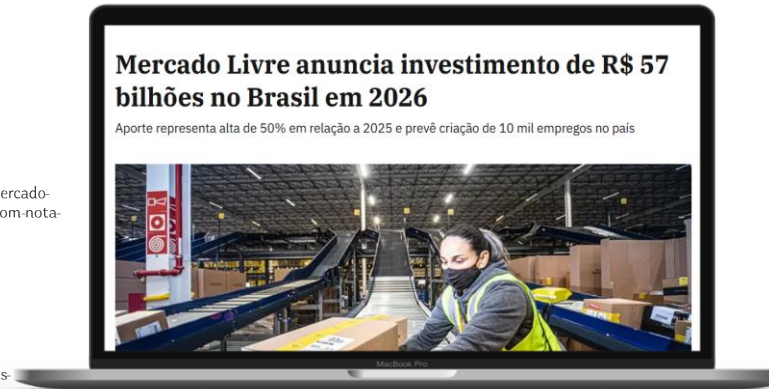 Mercado Livre anuncia investimento de R$ 57
bilhões no Brasil em 2026
Aporte representa alta de 50% em relação a 2025 e prevê criação de 10 mil empregos no país
ercado-
om-nota-
s-
MacBook Pro